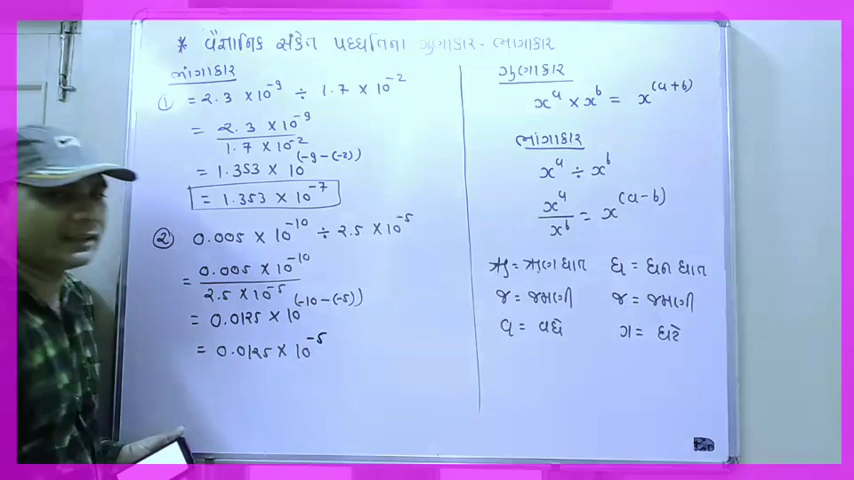 * વૈજ્ઞાનિક સંકેત પધ્ધતિના ગુણાકાર - ભાગાકાર
ભાંગાકાર
① = 2.3 × 10⁻⁹ ÷ 1.7 × 10⁻²
= 2.3 × 10⁻⁹
1.7 × 10⁻²
= 1.353 × 10^(-9-(-2))
= 1.353 × 10⁻⁷
② 0.005 × 10⁻¹⁰ ÷ 2.5 × 10⁻⁵
= 0.005 × 10⁻¹⁰
2.5 × 10⁻⁵
= 0.0125 × 10^(-10-(-5))
= 0.0125 × 10⁻⁵
ગુણાકાર
x^a × x^b = x^(a+b)
ભાંગાકાર
x^a ÷ x^b
x^a
x^b = x^(a-b)
ઋ = ઋણ ઘાત ઘ = ઘન ઘાત
જ = જમણી જ = જમણી
વ = વધે ગ = ઘટે